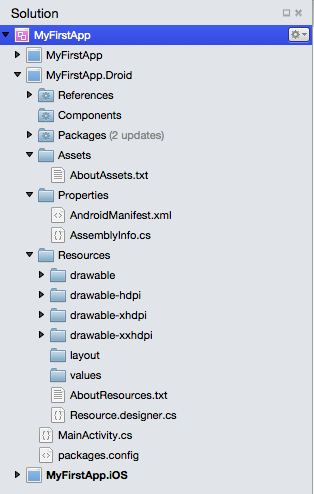 Solution
MyFirstApp
MyFirstApp
MyFirstApp.Droid
References
Components
Packages (2 updates)
Assets
AboutAssets.txt
Properties
AndroidManifest.xml
AssemblyInfo.cs
Resources
drawable
drawable-hdpi
drawable-xhdpi
drawable-xxhdpi
layout
values
AboutResources.txt
Resource.designer.cs
MainActivity.cs
packages.config
MyFirstApp.iOS